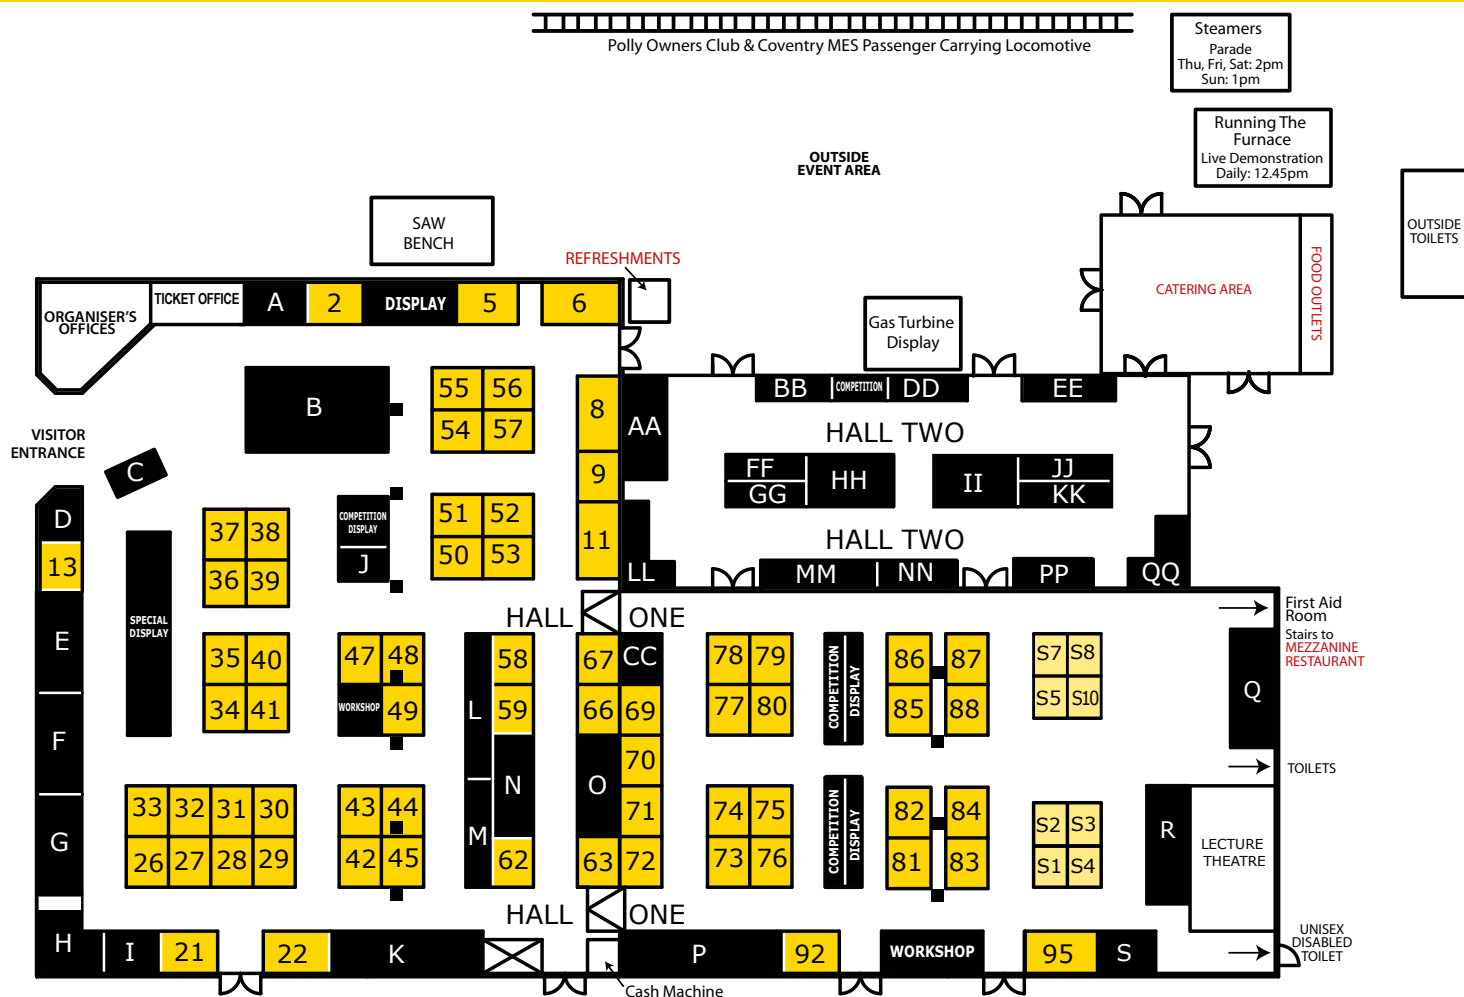 Polly Owners Club & Coventry MES Passenger Carrying Locomotive
Steamers
Parade
Thu, Fri, Sat: 2pm
Sun: 1pm
Running The
Furnace
Live Demonstration
Daily: 12.45pm
OUTSIDE
EVENT AREA
OUTSIDE
TOILETS
SAW
BENCH
REFRESHMENTS
CATERING AREA
FOOD OUTLETS
Gas Turbine
Display
ORGANISER'S
OFFICES
TICKET OFFICE
A
2
DISPLAY
5
6
VISITOR
ENTRANCE
B
C
55
56
54
57
8
9
11
AA
BB
COMPETITION
DD
EE
HALL TWO
FF
GG
HH
II
JJ
KK
HALL TWO
LL
MM
NN
PP
QQ
D
13
E
F
G
H
SPECIAL
DISPLAY
37
38
36
39
COMPETITION
DISPLAY
J
51
52
50
53
HALL
ONE
35
40
34
41
47
48
WORKSHOP
49
L
M
58
59
N
62
67
CC
66
69
O
70
71
63
72
78
79
77
80
COMPETITION
DISPLAY
86
87
85
88
S7
S8
S5
S10
First Aid
Room
Stairs to
MEZZANINE
RESTAURANT
Q
TOILETS
33
32
31
30
26
27
28
29
43
44
42
45
74
75
73
76
COMPETITION
DISPLAY
82
84
81
83
S2
S3
S1
S4
R
LECTURE
THEATRE
HALL
ONE
I
21
22
K
P
92
WORKSHOP
95
S
UNISEX
DISABLED
TOILET
Cash Machine